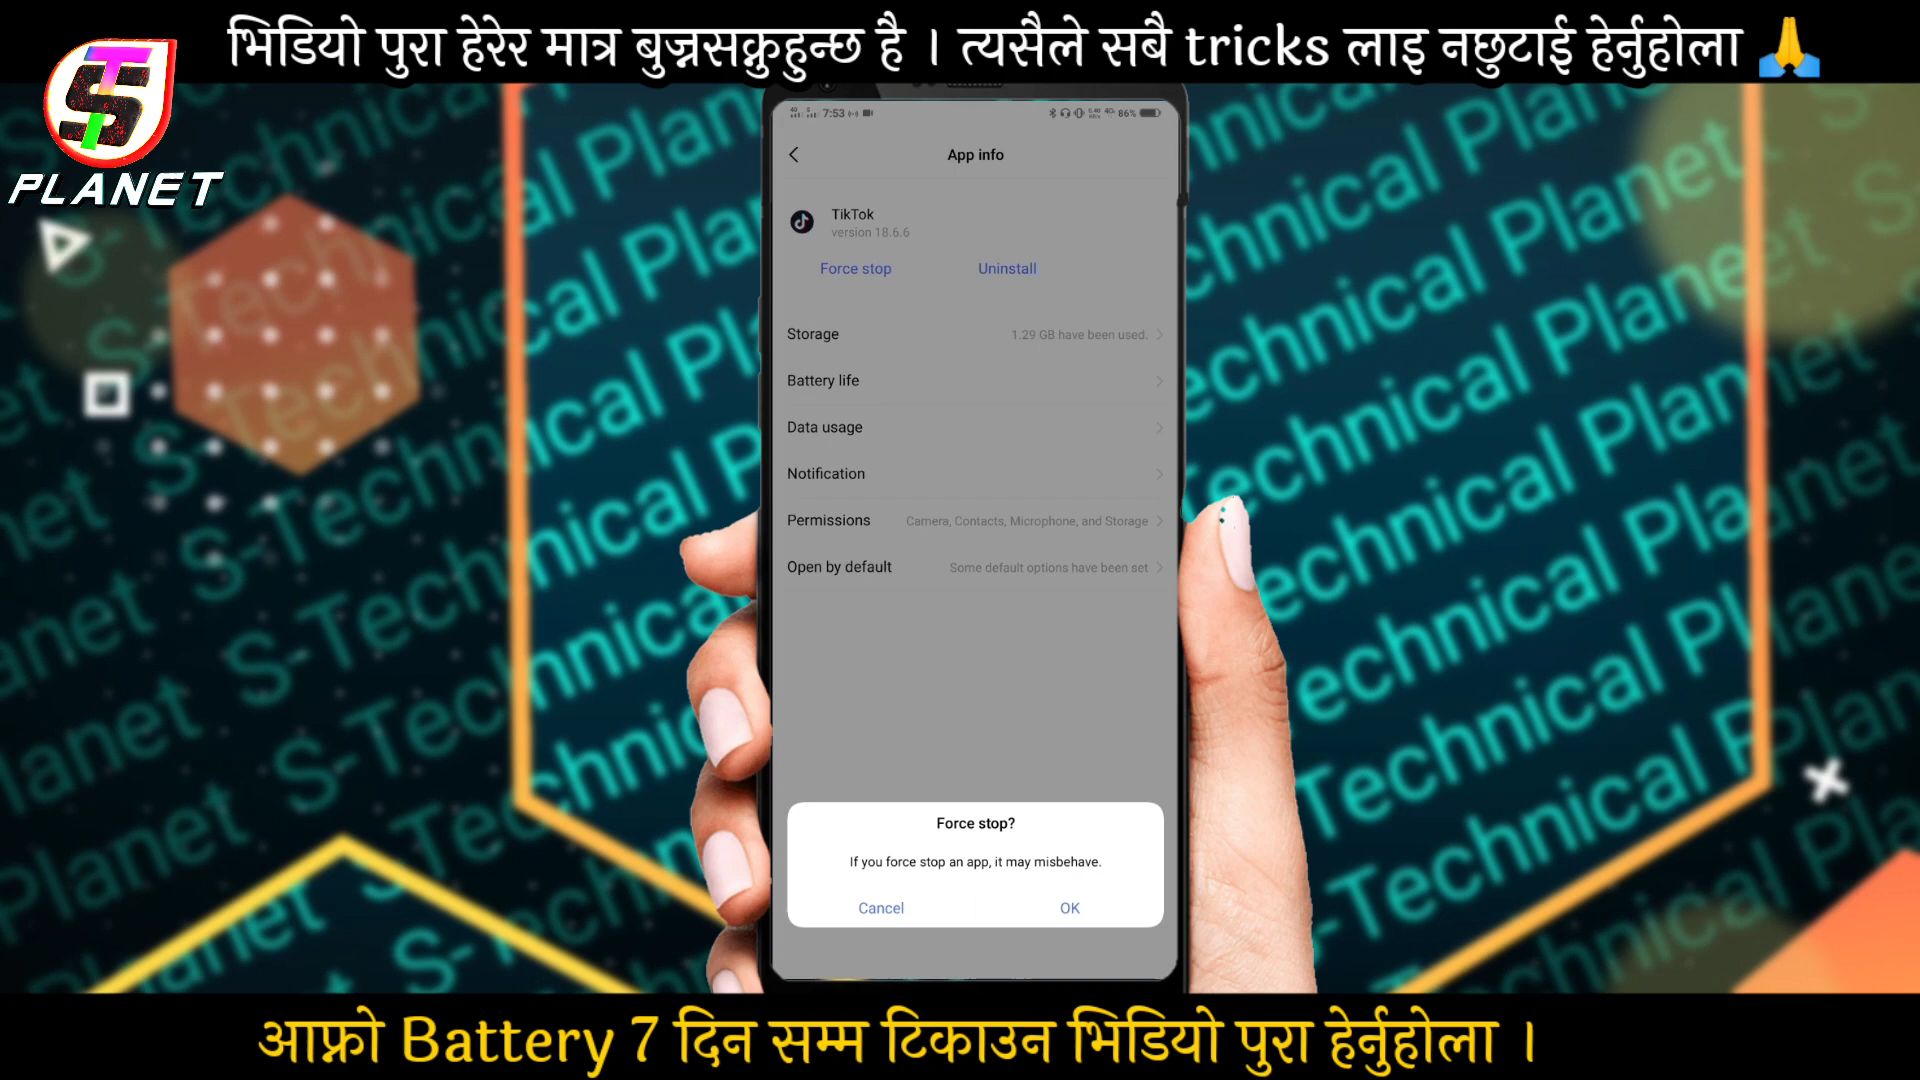 भिडियो पुरा हेरेर मात्र बुज्नसक्नुहुन्छ है । त्यसैले सबै tricks लाइ नछुटाई हेर्नुहोला 🙏
STP
PLANET
7:53
86%
App info
TikTok
version 18.6.6
Force stop Uninstall
Storage 1.29 GB have been used.
Battery life
Data usage
Notification
Permissions Camera, Contacts, Microphone, and Storage
Open by default Some default options have been set
Force stop?
If you force stop an app, it may misbehave.
Cancel OK
S-Technical Planet
आफ्नो Battery 7 दिन सम्म टिकाउन भिडियो पुरा हेर्नुहोला ।